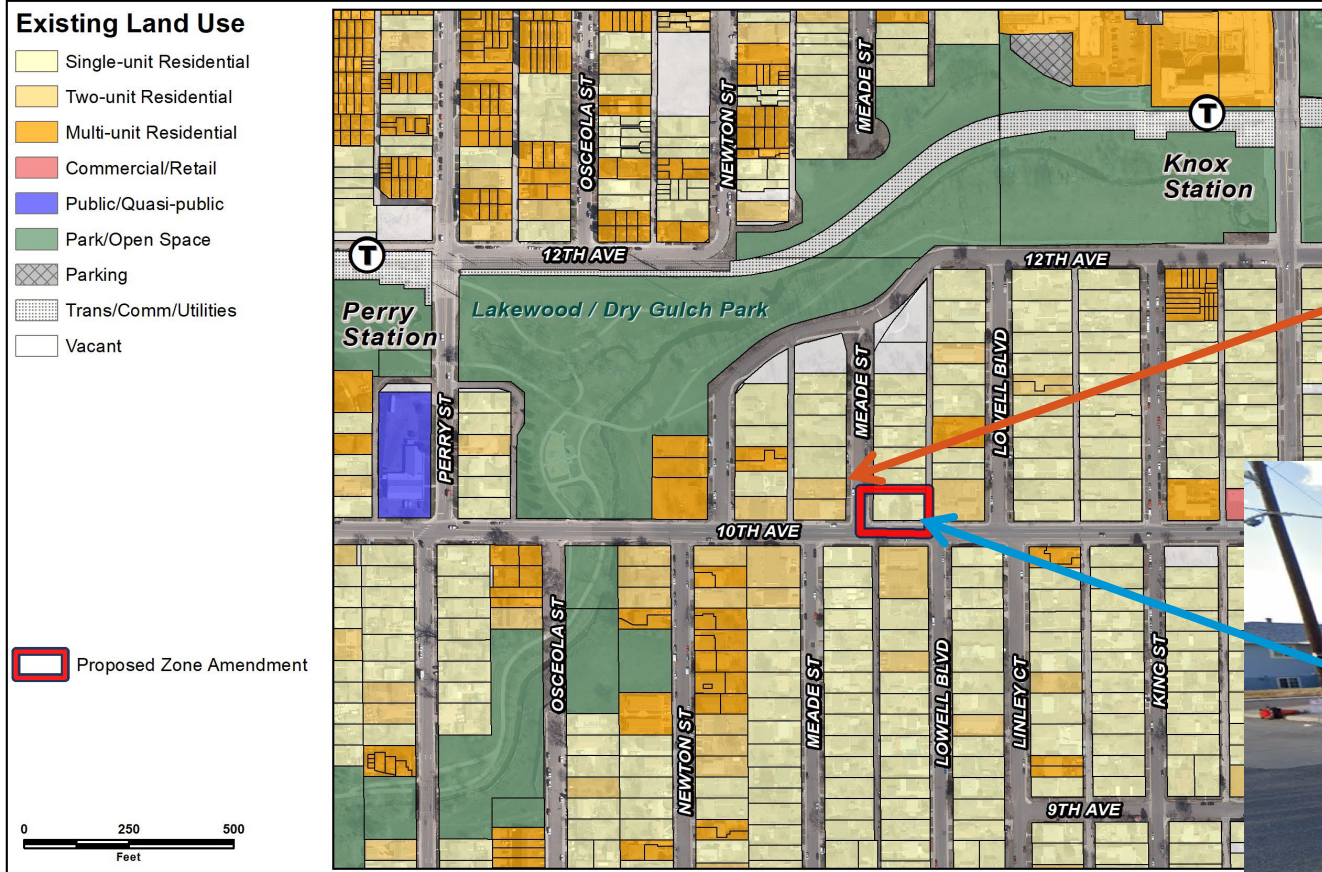 Existing Land Use
Single-unit Residential
Two-unit Residential
Multi-unit Residential
Commercial/Retail
Public/Quasi-public
Park/Open Space
Parking
Trans/Comm/Utilities
Vacant
Proposed Zone Amendment
0 250 500
Feet
OSCEOLA ST
NEWTON ST
MEADE ST
T
Knox
Station
12TH AVE
12TH AVE
T
Perry
Station
Lakewood / Dry Gulch Park
PERRY ST
MEADE ST
LOWELL BLVD
10TH AVE
OSCEOLA ST
NEWTON ST
MEADE ST
LOWELL BLVD
LINLEY CT
KING ST
9TH AVE